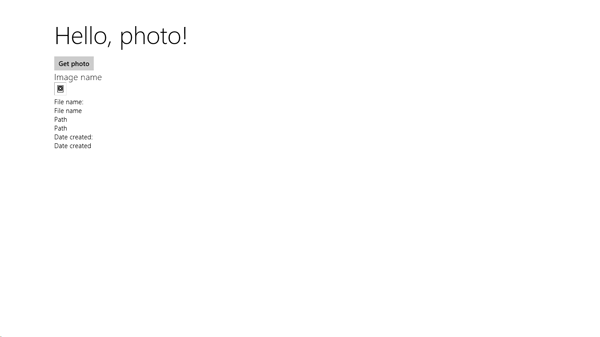 Hello, photo!
Get photo
Image name
File name:
File name
Path
Path
Date created:
Date created